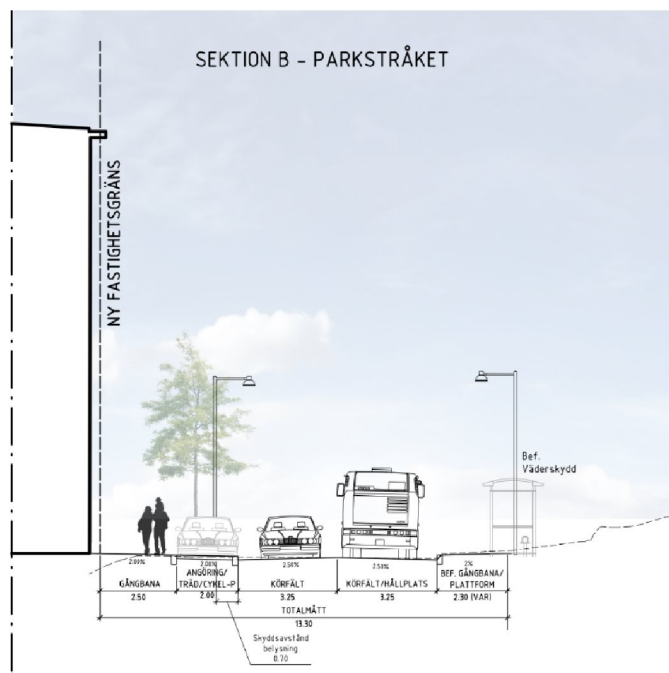 SEKTION B - PARKSTRÅKET
NY FASTIGHETSGRÄNS
Bef.
Väderskydd
2.00%
2.00%
2.50%
2.50%
2%
GÅNGBANA
ANGÖRING/
TRÄD/CYKEL-P
KÖRFÄLT
KÖRFÄLT/HÅLLPLATS
BEF. GÅNGBANA/
PLATTFORM
2.50
2.00
3.25
3.25
2.30 (VAR)
TOTALMÅTT
13.30
Skyddsavstånd
belysning
0.70